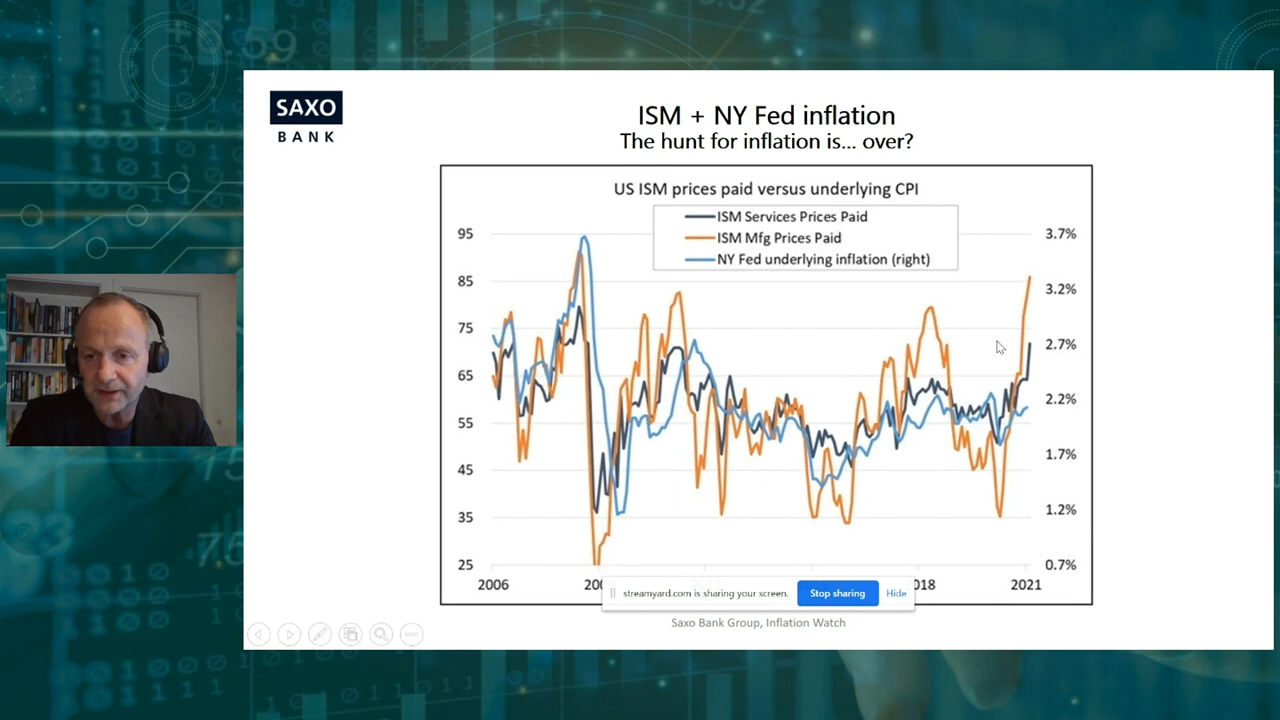 +6.59
SAXO
BANK
ISM + NY Fed inflation
The hunt for inflation is... over?
US ISM prices paid versus underlying CPI
ISM Services Prices Paid
ISM Mfg Prices Paid
NY Fed underlying inflation (right)
95
85
75
65
55
45
35
25
3.7%
3.2%
2.7%
2.2%
1.7%
1.2%
0.7%
2006
2018
2021
streamyard.com is sharing your screen.
Stop sharing
Hide
Saxo Bank Group, Inflation Watch